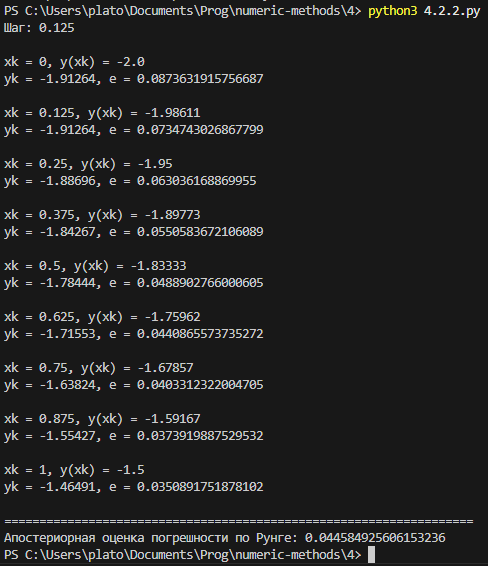 PS C:\Users\plato\Documents\Prog\numeric-methods\4> python3 4.2.2.py
Шаг: 0.125
xk = 0, y(xk) = -2.0
yk = -1.91264, e = 0.0873631915756687
xk = 0.125, y(xk) = -1.98611
yk = -1.91264, e = 0.0734743026867799
xk = 0.25, y(xk) = -1.95
yk = -1.88696, e = 0.063036168869955
xk = 0.375, y(xk) = -1.89773
yk = -1.84267, e = 0.0550583672106089
xk = 0.5, y(xk) = -1.83333
yk = -1.78444, e = 0.0488902766000605
xk = 0.625, y(xk) = -1.75962
yk = -1.71553, e = 0.0440865573735272
xk = 0.75, y(xk) = -1.67857
yk = -1.63824, e = 0.0403312322004705
xk = 0.875, y(xk) = -1.59167
yk = -1.55427, e = 0.0373919887529532
xk = 1, y(xk) = -1.5
yk = -1.46491, e = 0.0350891751878102
===================================================================
Апостериорная оценка погрешности по Рунге: 0.044584925606153236
PS C:\Users\plato\Documents\Prog\numeric-methods\4>